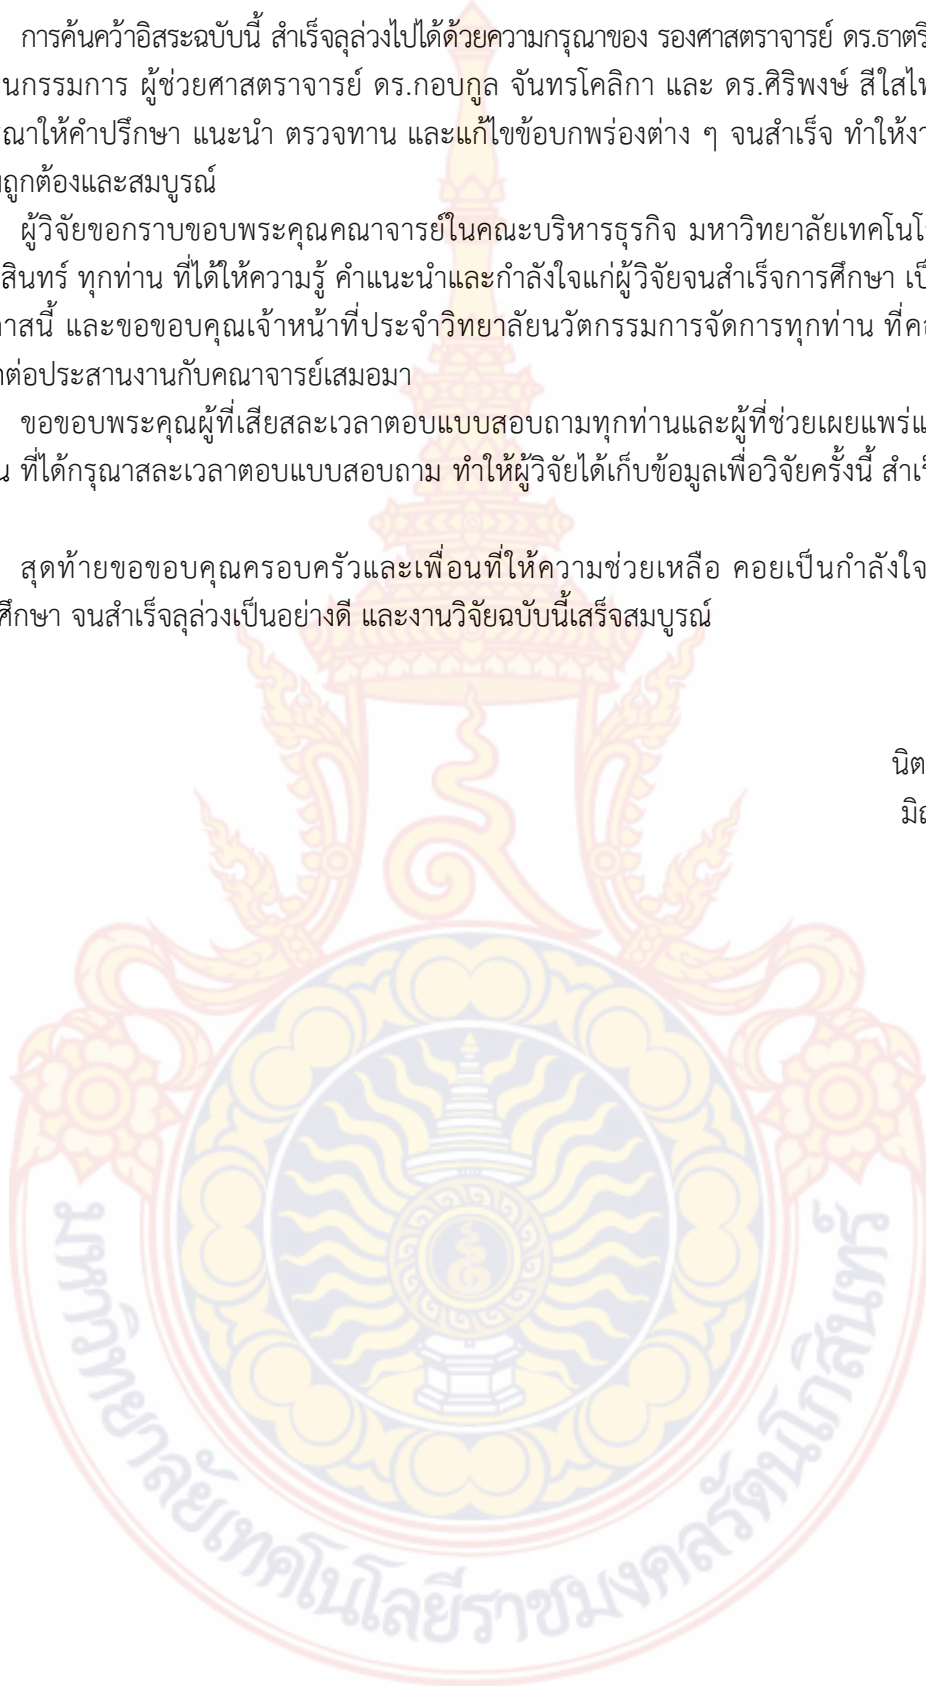 การค้นคว้าอิสระฉบับนี้ สำเร็จลุล่วงไปได้ด้วยความกรุณาของ รองศาสตราจารย์ ดร.ธาตรี
นกรรมการ ผู้ช่วยศาสตราจารย์ ดร.กอบกูล จันทรโคลิกา และ ดร.ศิริพงษ์ สีใสไ
ณาให้คำปรึกษา แนะนำ ตรวจทาน และแก้ไขข้อบกพร่องต่าง ๆ จนสำเร็จ ทำให้ง
ถูกต้องและสมบูรณ์
ผู้วิจัยขอกราบขอบพระคุณคณาจารย์ในคณะบริหารธุรกิจ มหาวิทยาลัยเทคโนโ
สินทร์ ทุกท่าน ที่ได้ให้ความรู้ คำแนะนำและกำลังใจแก่ผู้วิจัยจนสำเร็จการศึกษา เป็
าสนี้ และขอขอบคุณเจ้าหน้าที่ประจำวิทยาลัยนวัตกรรมการจัดการทุกท่าน ที่ค
ต่อประสานงานกับคณาจารย์เสมอมา
ขอขอบพระคุณผู้ที่เสียสละเวลาตอบแบบสอบถามทุกท่านและผู้ที่ช่วยเผยแพร่แ
น ที่ได้กรุณาสละเวลาตอบแบบสอบถาม ทำให้ผู้วิจัยได้เก็บข้อมูลเพื่อวิจัยครั้งนี้ สำเ
สุดท้ายขอขอบคุณครอบครัวและเพื่อนที่ให้ความช่วยเหลือ คอยเป็นกำลังใจ
ศึกษา จนสำเร็จลุล่วงเป็นอย่างดี และงานวิจัยฉบับนี้เสร็จสมบูรณ์
นิต
มิ
มหาวิทยาลัยเทคโนโลยีราชมงคลรัตนโกสินทร์